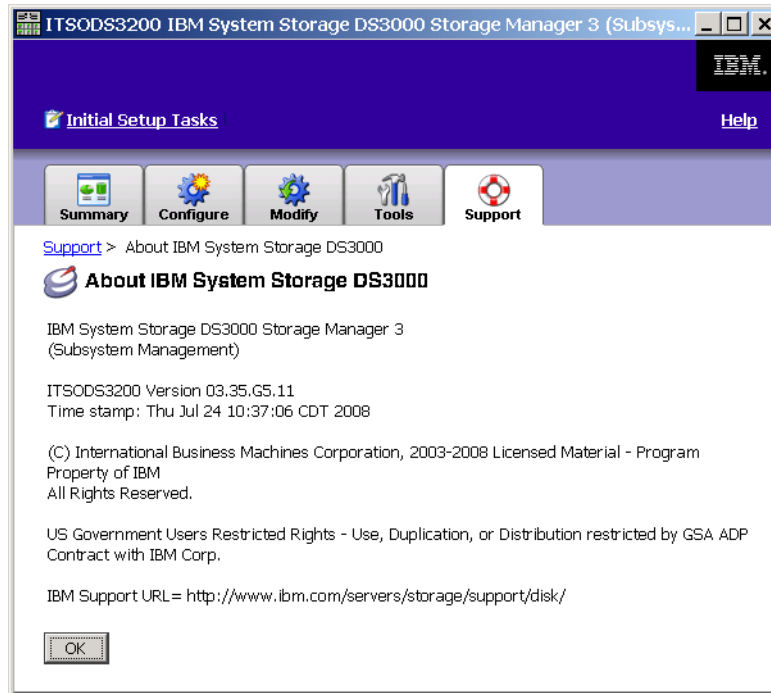 ITSODS3200 IBM System Storage DS3000 Storage Manager 3 (Subsys...
IBM.
Initial Setup Tasks
Help
Summary
Configure
Modify
Tools
Support
Support > About IBM System Storage DS3000
About IBM System Storage DS3000
IBM System Storage DS3000 Storage Manager 3
(Subsystem Management)
ITSODS3200 Version 03.35.G5.11
Time stamp: Thu Jul 24 10:37:06 CDT 2008
(C) International Business Machines Corporation, 2003-2008 Licensed Material - Program
Property of IBM
All Rights Reserved.
US Government Users Restricted Rights - Use, Duplication, or Distribution restricted by GSA ADP
Contract with IBM Corp.
IBM Support URL= http://www.ibm.com/servers/storage/support/disk/
OK